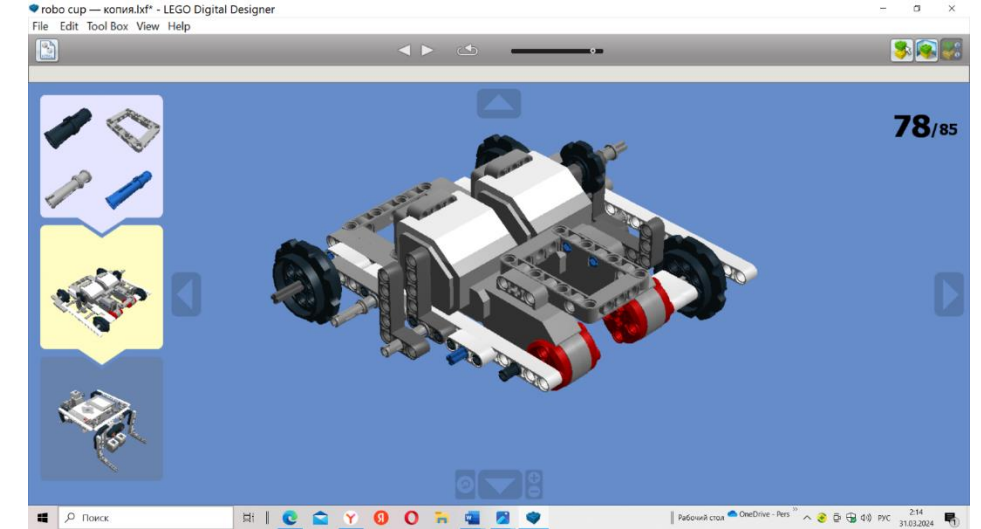 robo cup — копия.lxf* - LEGO Digital Designer
File Edit Tool Box View Help
78/85
Поиск
Рабочий стол
OneDrive - Pers
РУС
2:14
31.03.2024